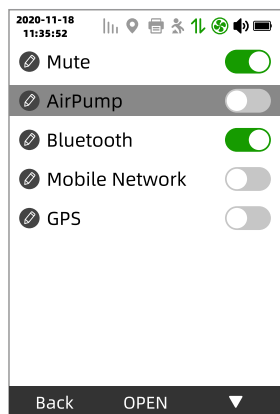 2020-11-18
11:35:52
Mute
AirPump
Bluetooth
Mobile Network
GPS
Back OPEN